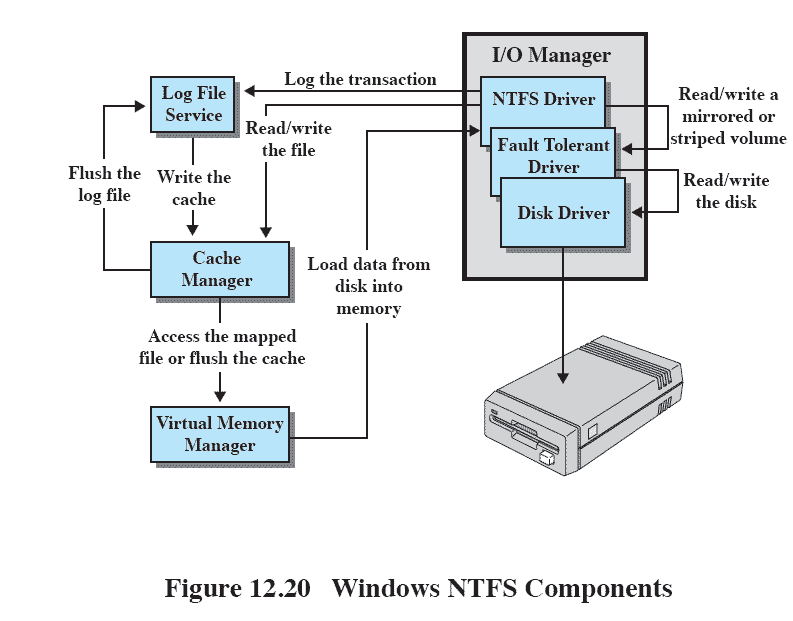 I/O Manager
Log the transaction
Log File
Service
NTFS Driver
Read/write a
mirrored or
striped volume
Read/write
the file
Fault Tolerant
Driver
Flush the
log file
Write the
cache
Read/write
the disk
Disk Driver
Cache
Manager
Load data from
disk into
memory
Access the mapped
file or flush the cache
Virtual Memory
Manager
Figure 12.20 Windows NTFS Components